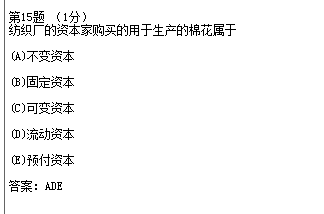 第15题 （1分）
纺织厂的资本家购买的用于生产的棉花属于
(A)不变资本
(B)固定资本
(C)可变资本
(D)流动资本
(E)预付资本
答案：ADE